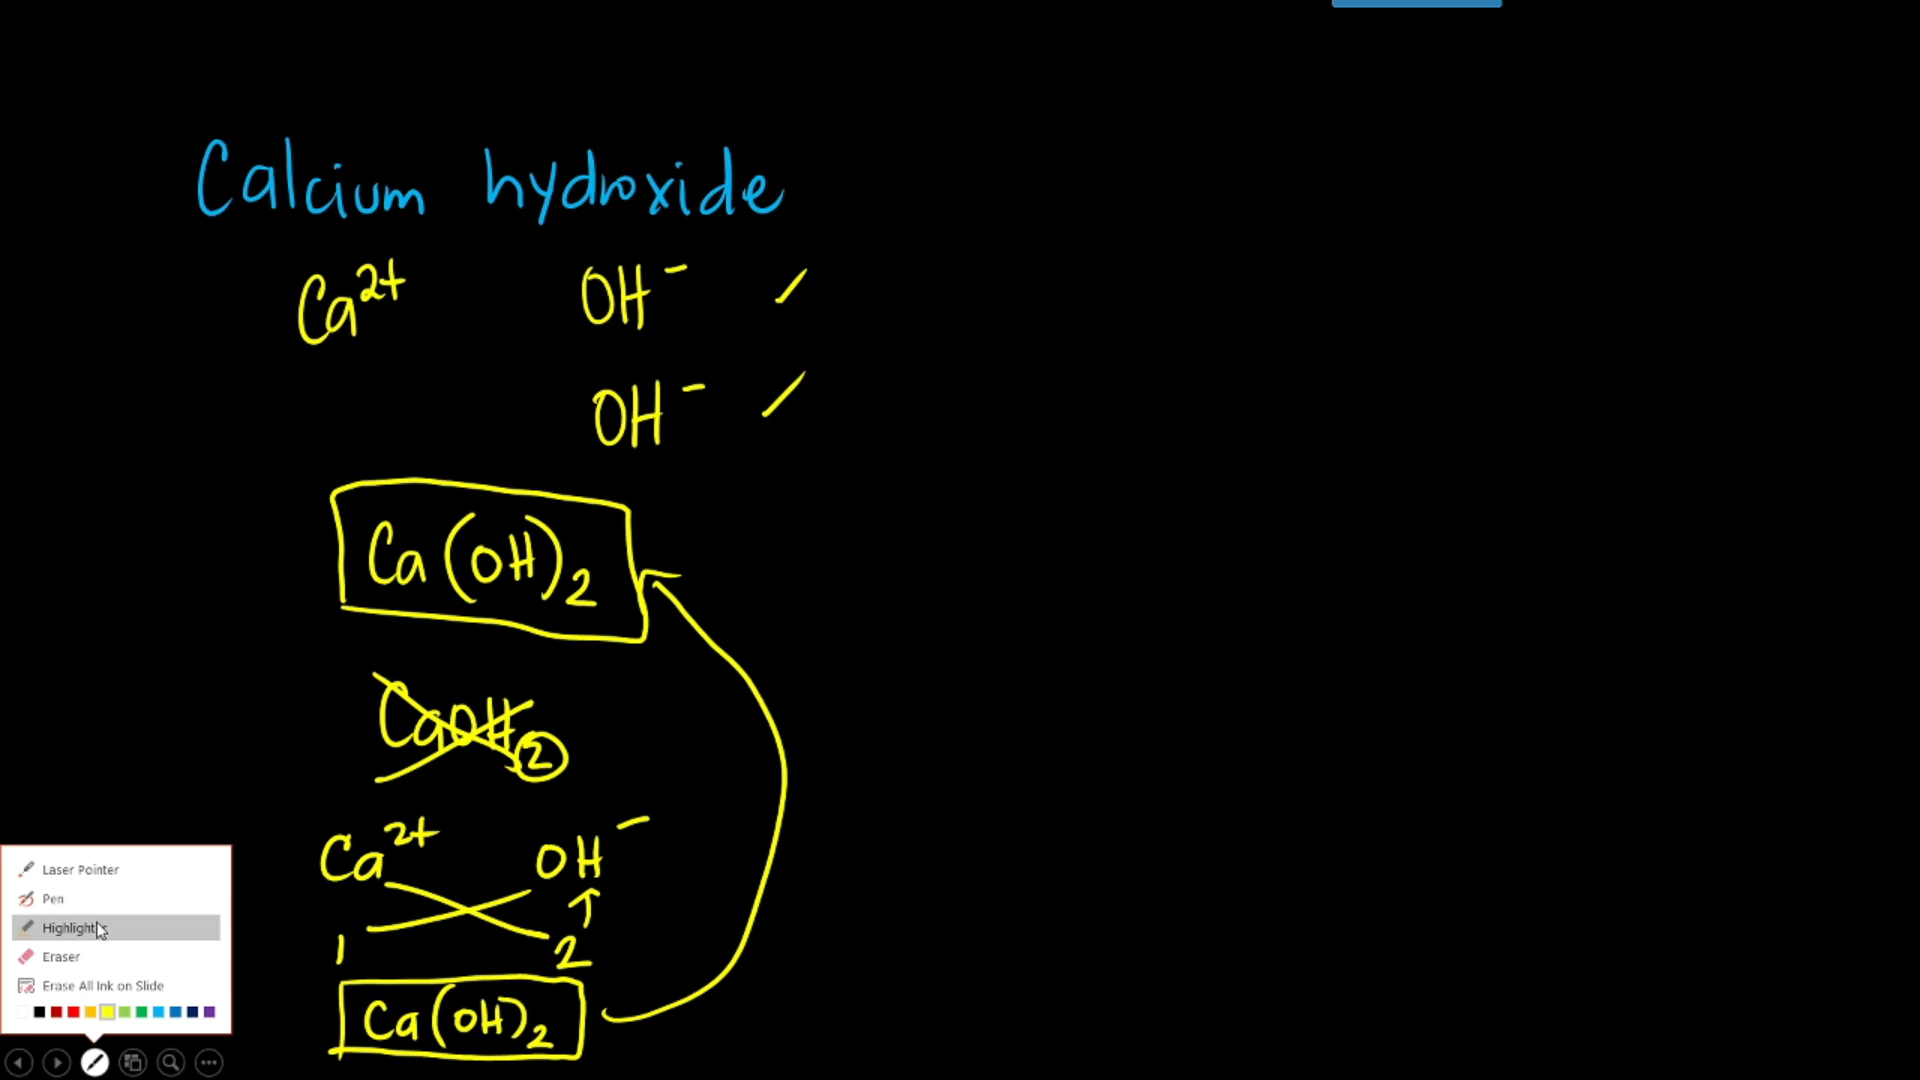 Calcium hydroxide
Ca²⁺ OH⁻
OH⁻
Ca(OH)₂
CaOH₂
Ca²⁺ OH⁻
1 2
Ca(OH)₂
Laser Pointer
Pen
Highlighter
Eraser
Erase All Ink on Slide